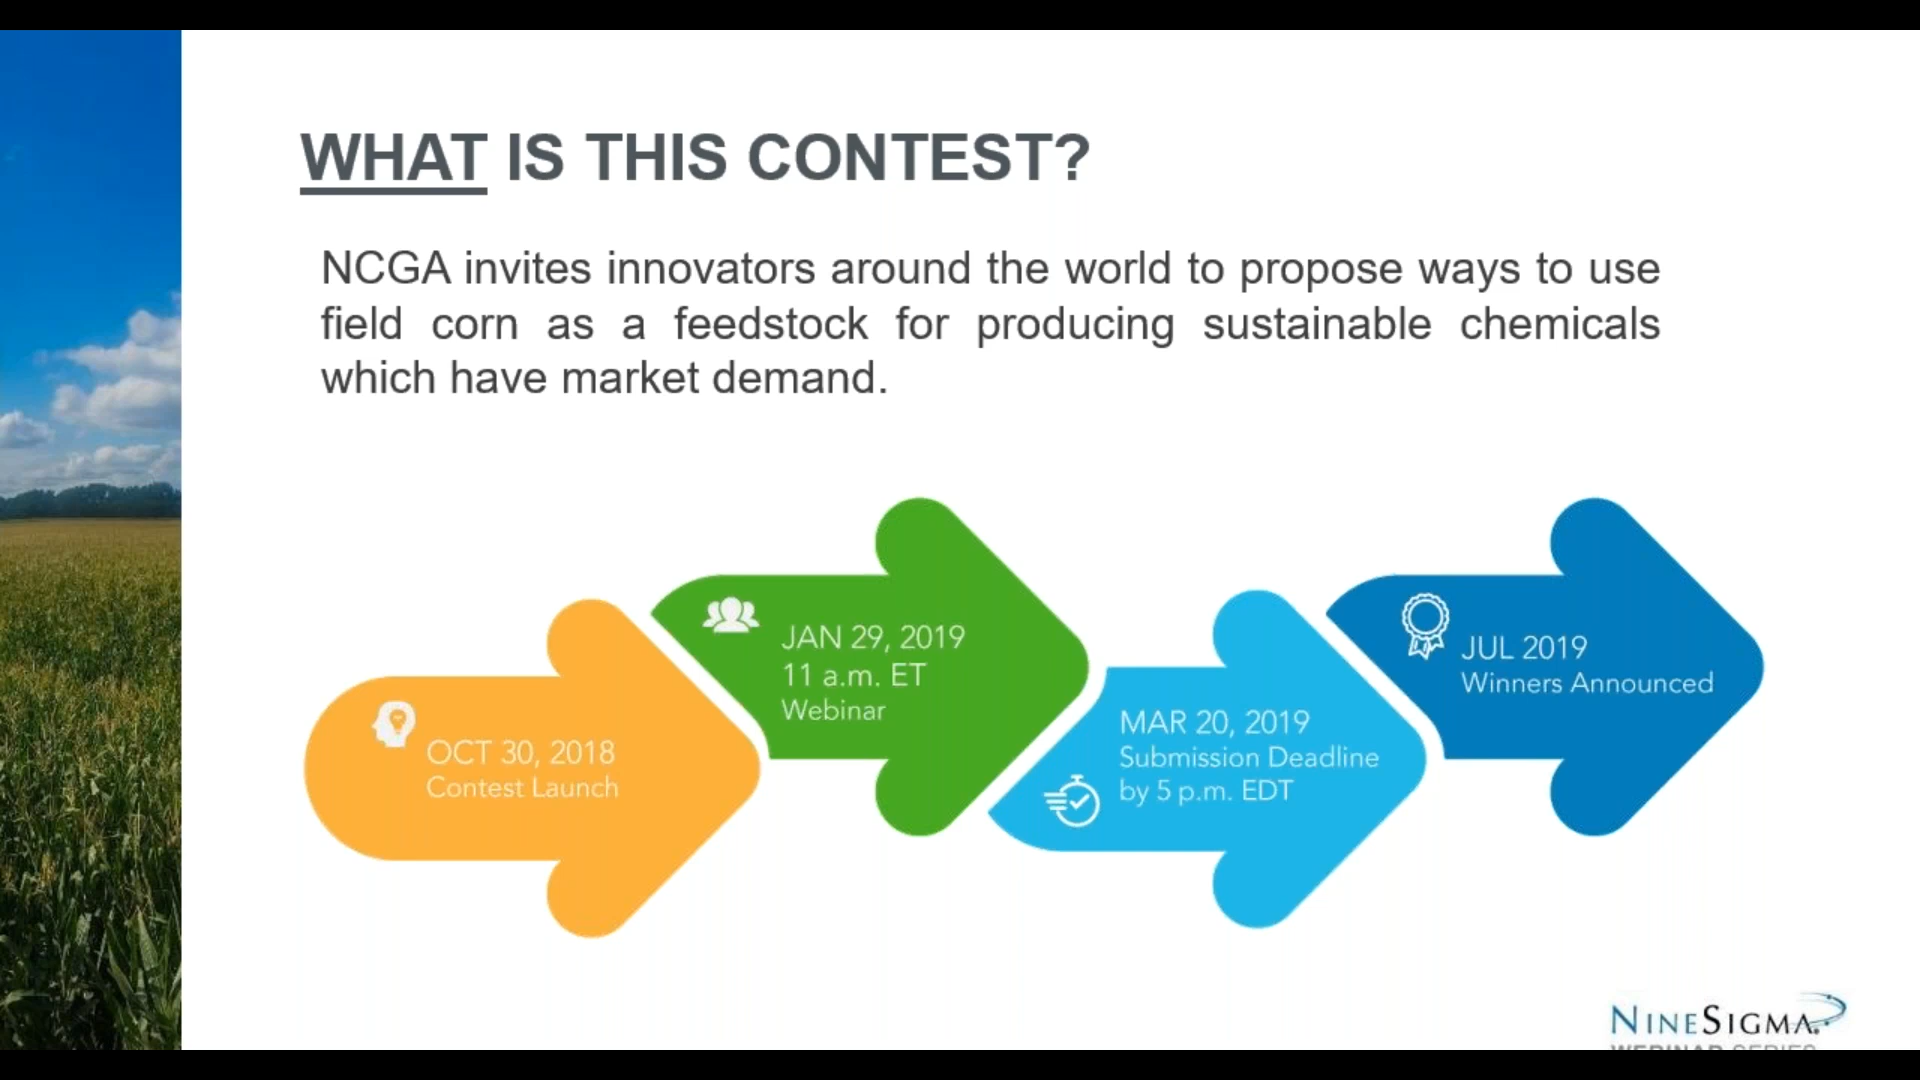 WHAT IS THIS CONTEST?
NCGA invites innovators around the world to propose ways to use
field corn as a feedstock for producing sustainable chemicals
which have market demand.
OCT 30, 2018
Contest Launch
JAN 29, 2019
11 a.m. ET
Webinar
MAR 20, 2019
Submission Deadline
by 5 p.m. EDT
JUL 2019
Winners Announced
NINESIGMA
WEBINAR SERIES